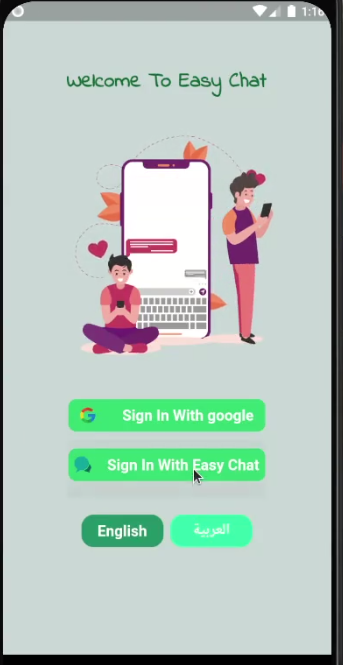 1:16
Welcome To Easy Chat
Sign In With google
Sign In With Easy Chat
English
العربية